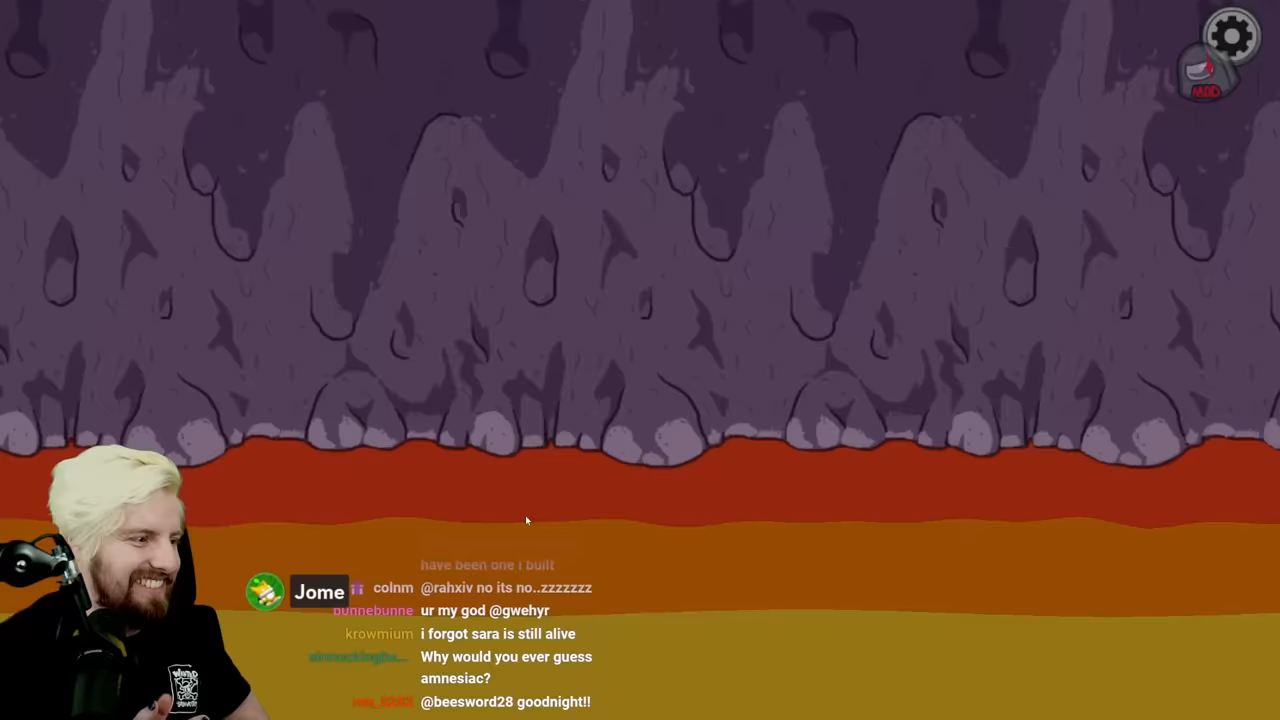 MOD
have been one i built
colnm @rahxiv no its no..zzzzzzz
Jome
bunnebunne ur my god @gwehyr
krowmium i forgot sara is still alive
Why would you ever guess
amnesiac?
@beesword28 goodnight!!